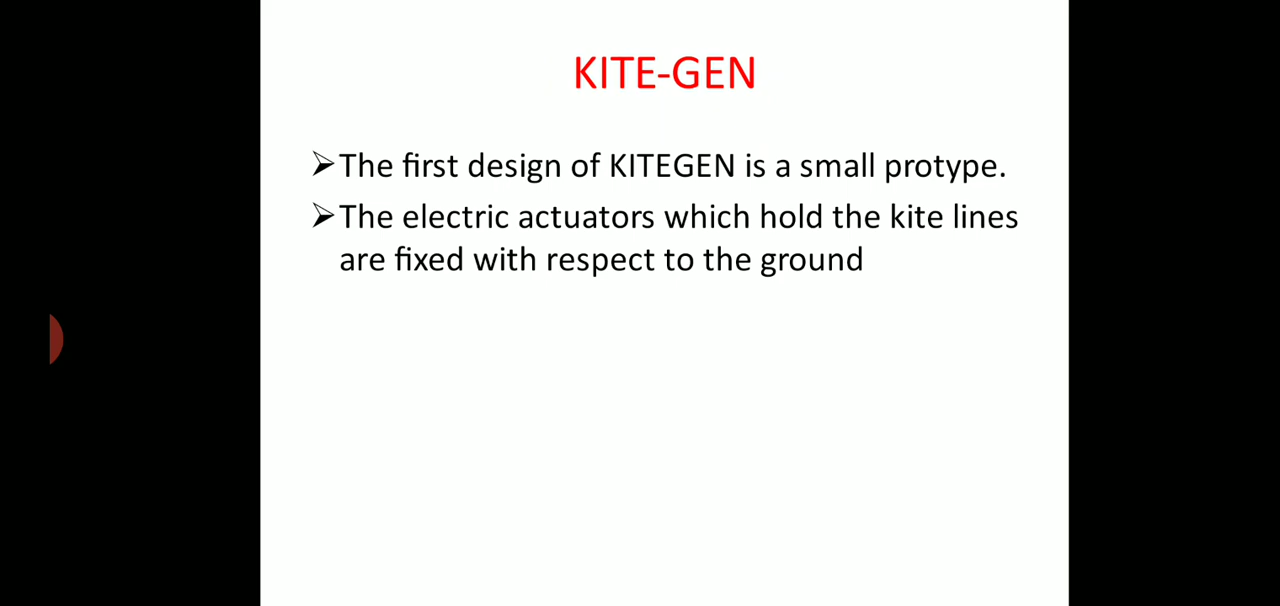 KITE-GEN
➢The first design of KITEGEN is a small protype.
➢The electric actuators which hold the kite lines
are fixed with respect to the ground